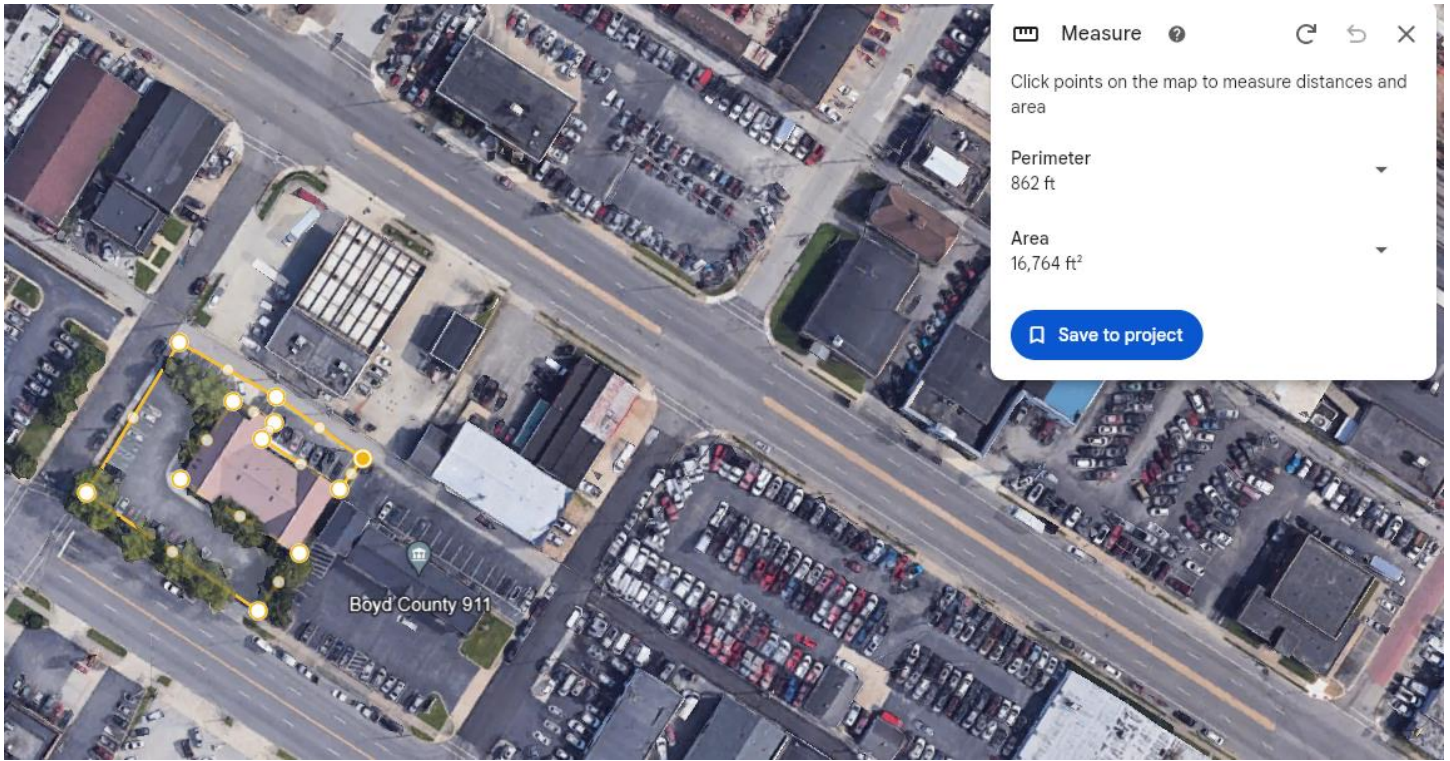 Measure
Click points on the map to measure distances and
area
Perimeter
862 ft
Area
16,764 ft²
Save to project
Boyd County 911